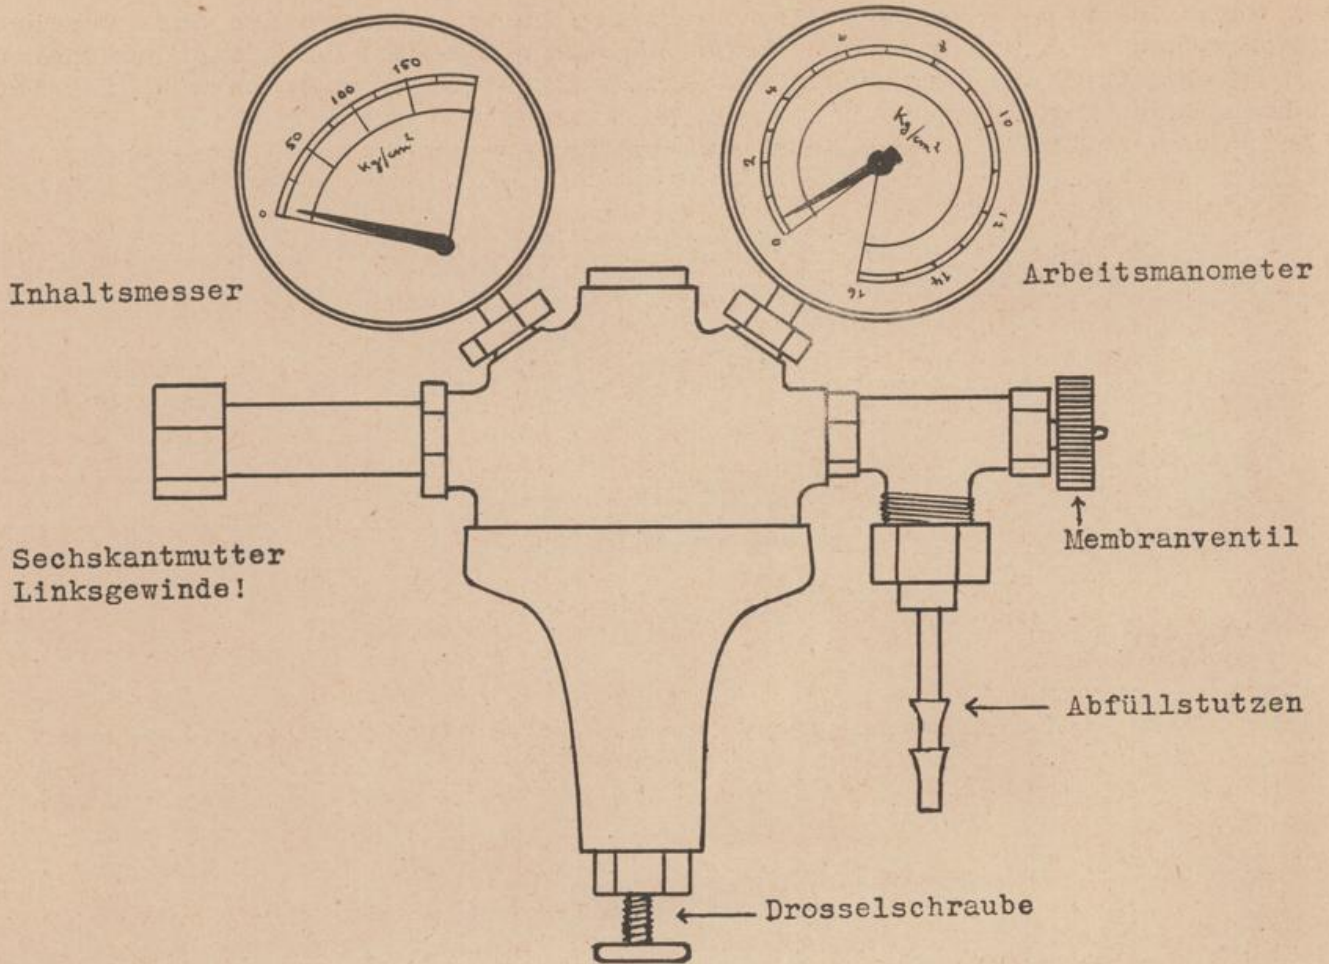 0
50
100
150
Kg/cm²
0
2
4
8
10
12
14
16
Kg/cm²
Inhaltsmesser
Arbeitsmanometer
Sechskantmutter
Linksgewinde!
Membranventil
Abfüllstutzen
Drosselschraube